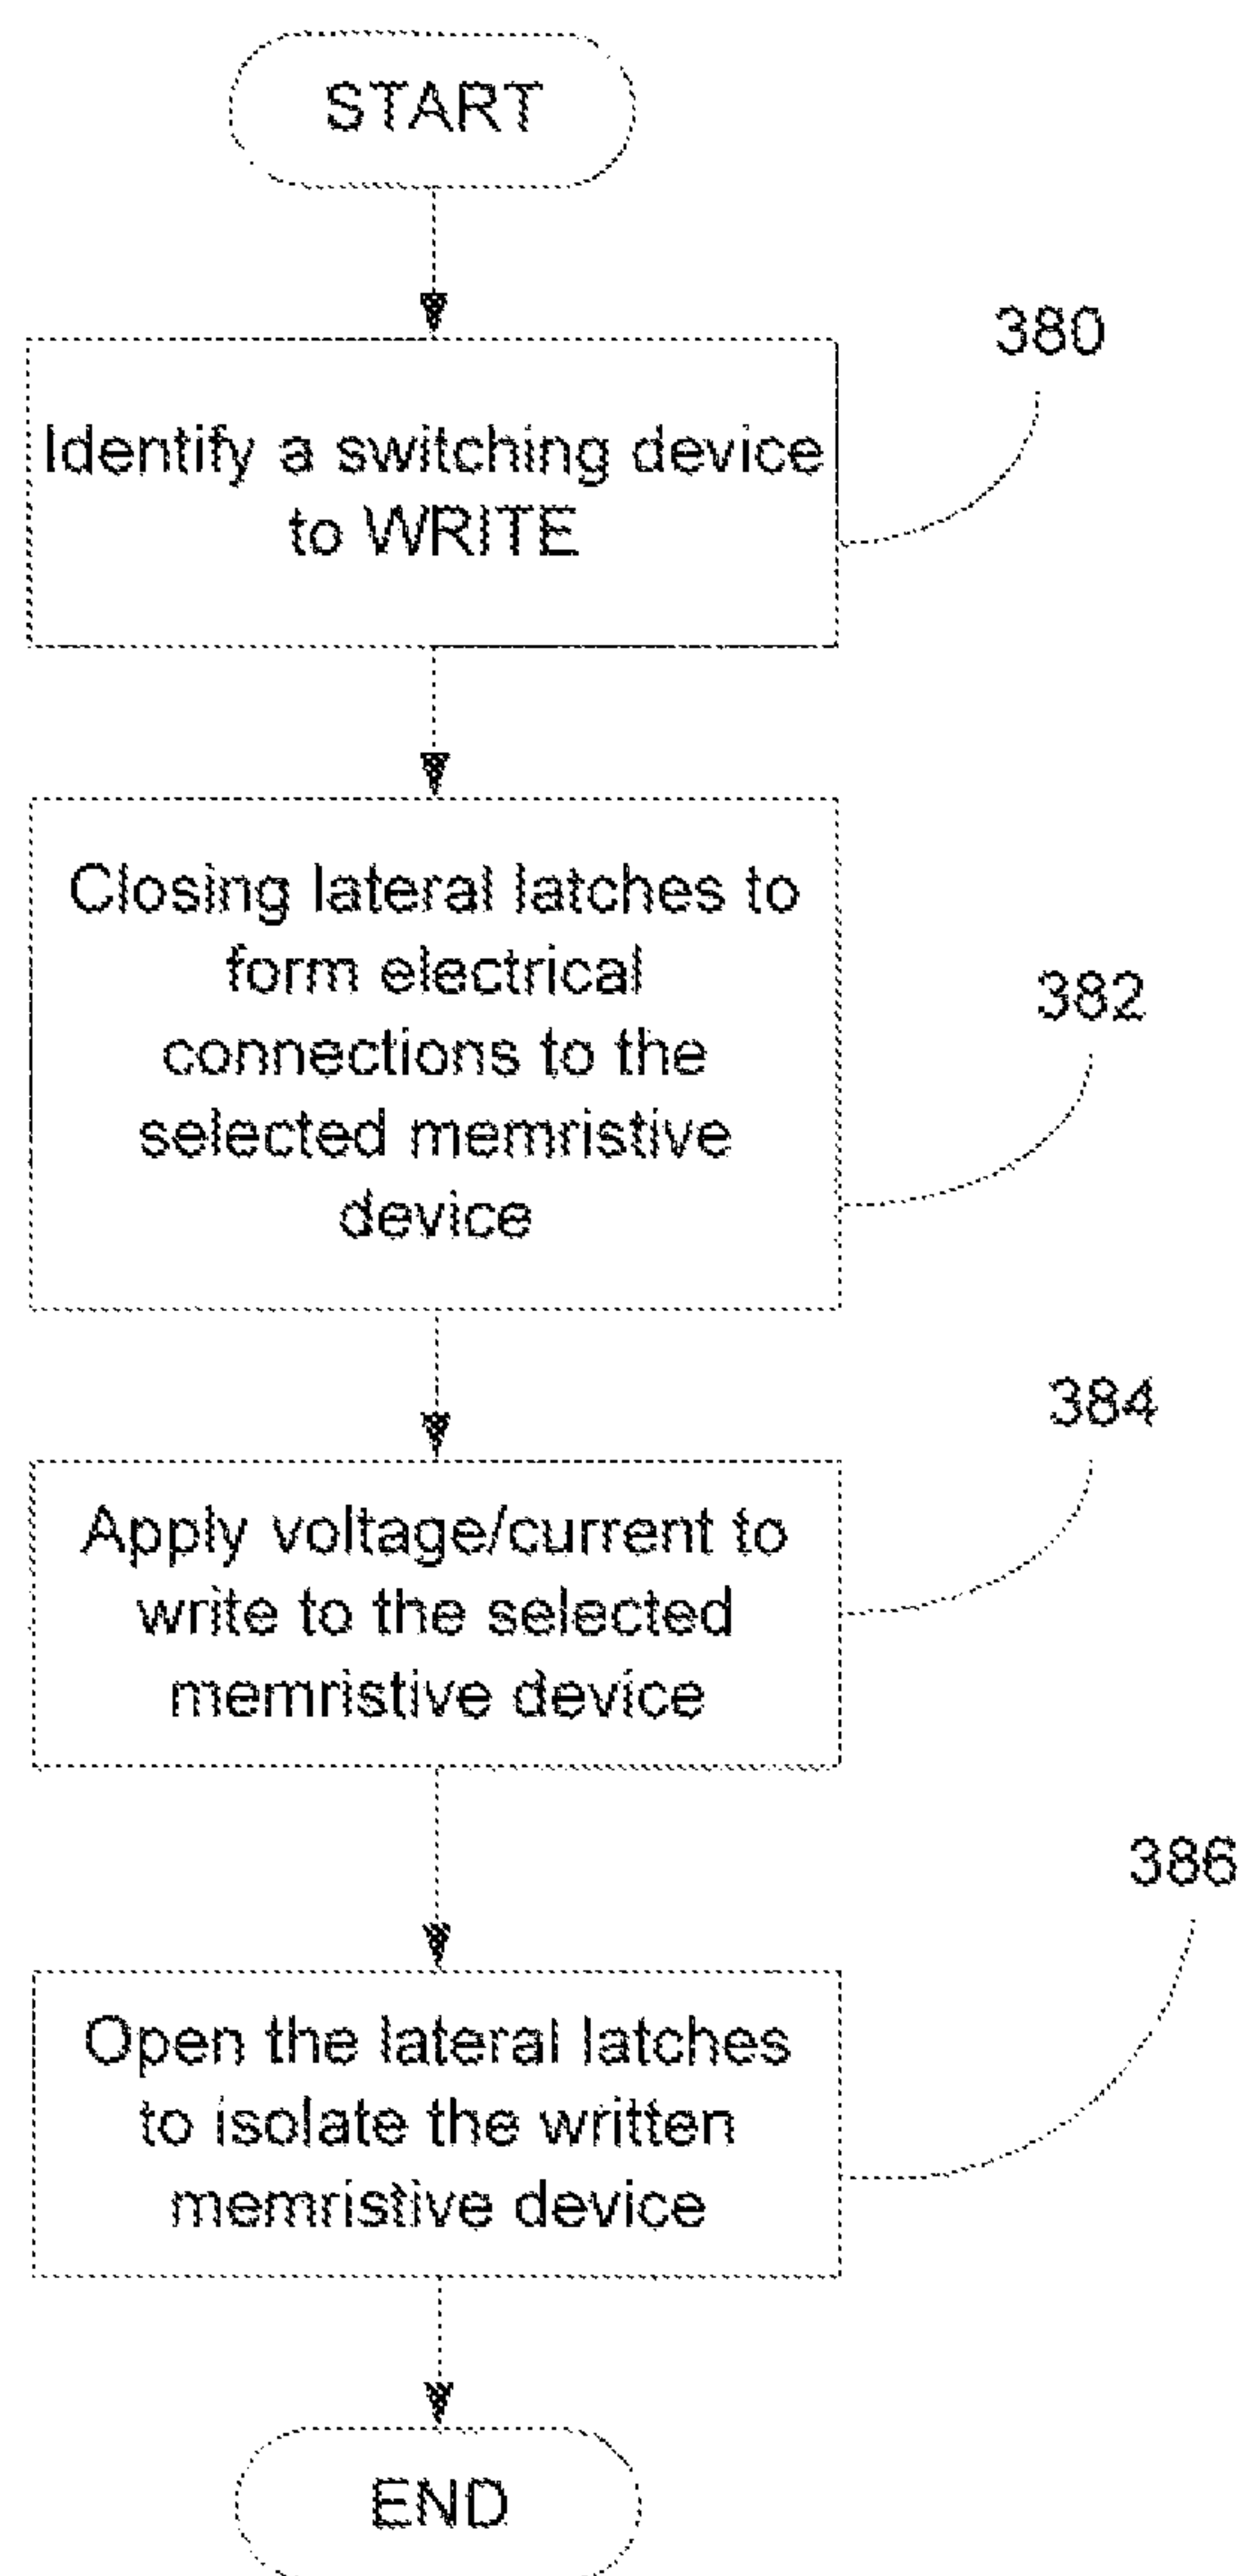 START
380
Identify a switching device
to WRITE
Closing lateral latches to
form electrical
connections to the
selected memristive
device
382
384
Apply voltage/current to
write to the selected
memristive device
386
Open the lateral latches
to isolate the written
memristive device
END